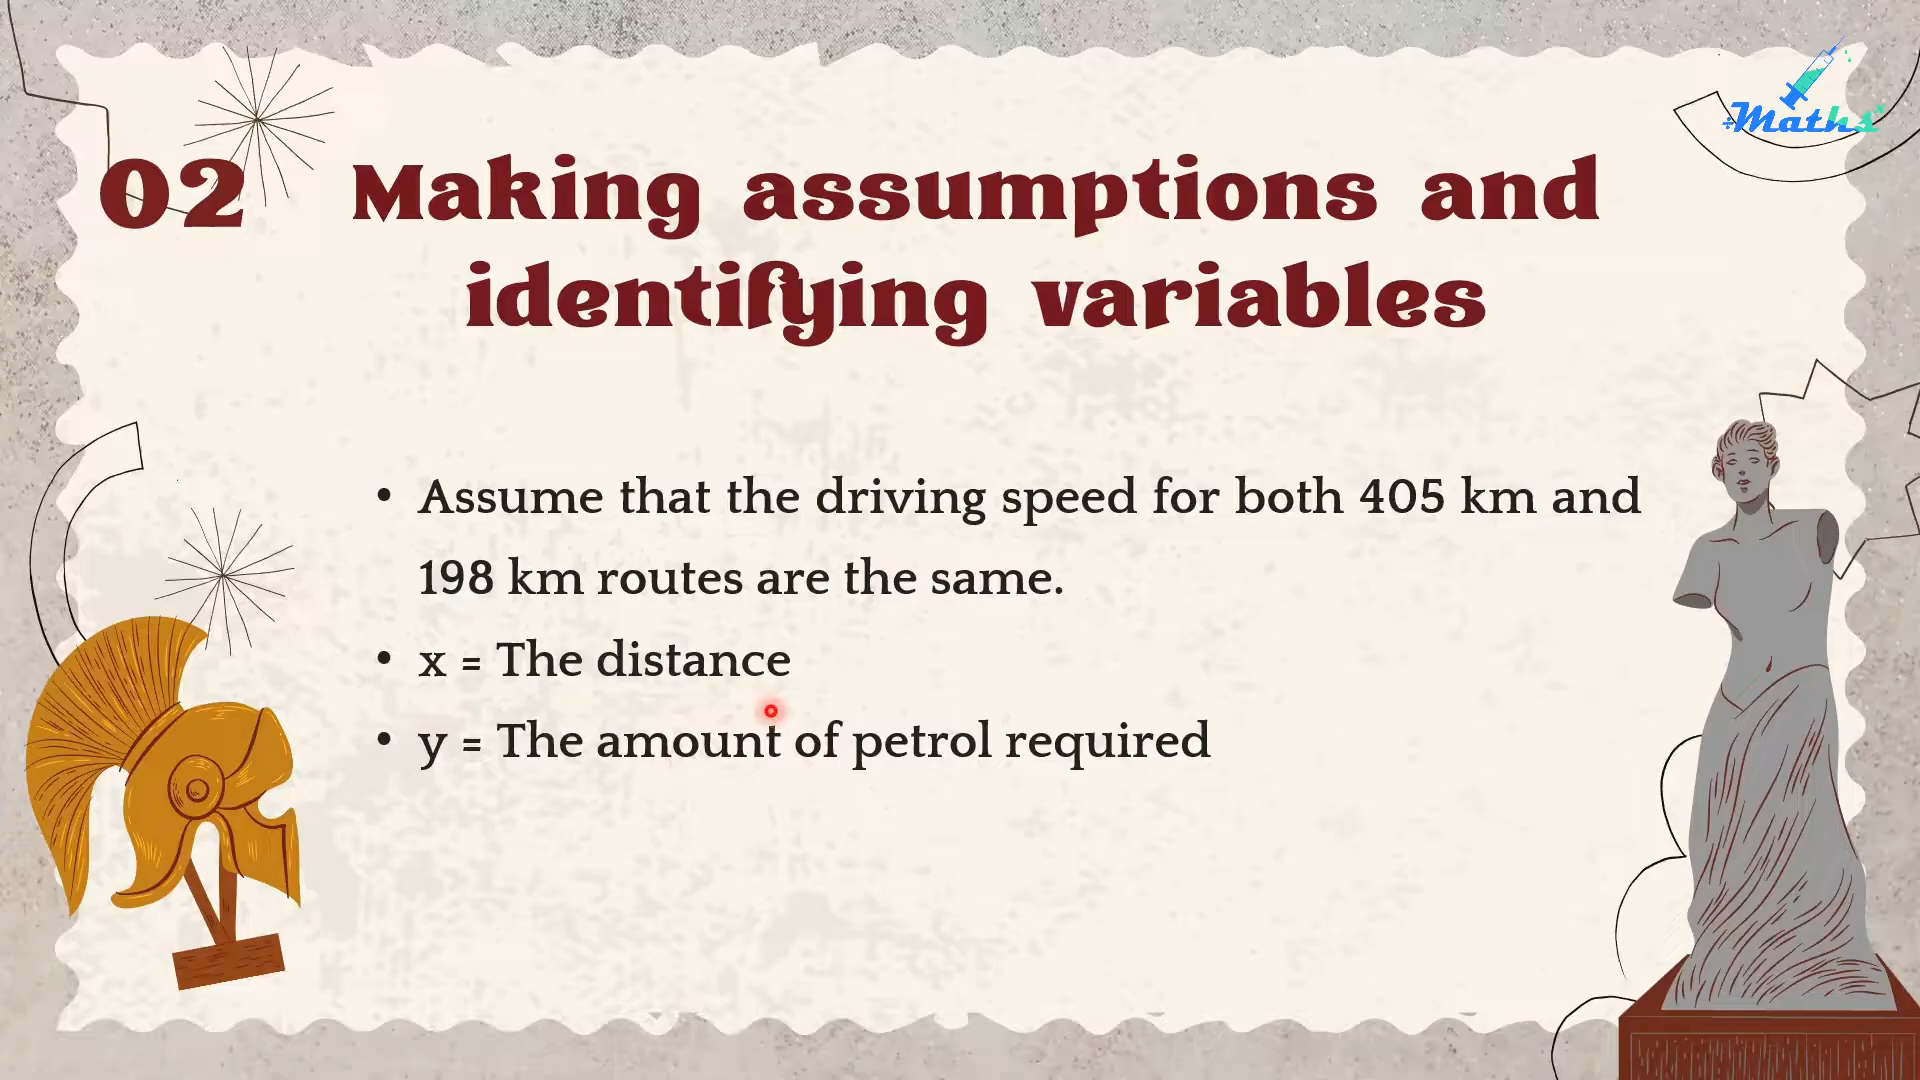 ÷Maths×
02
Making assumptions and
identifying variables
• Assume that the driving speed for both 405 km and
198 km routes are the same.
• x = The distance
• y = The amount of petrol required